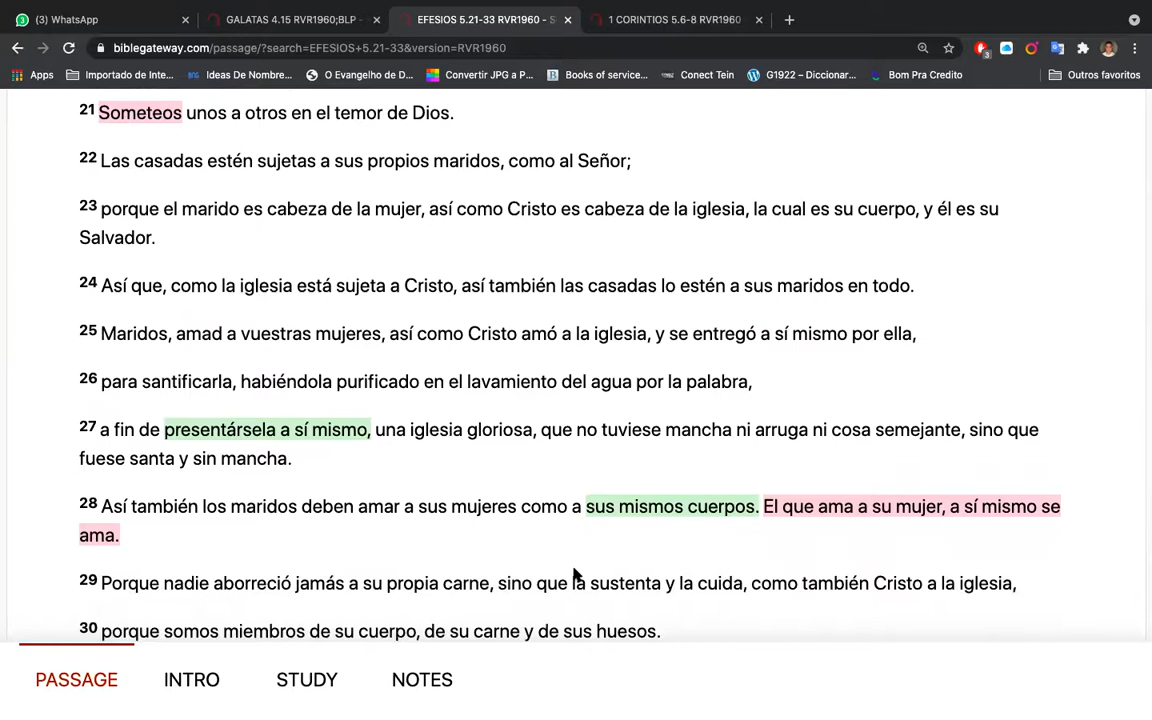 (3) WhatsApp
GALATAS 4.15 RVR1960;BLP -
EFESIOS 5.21-33 RVR1960 - S
1 CORINTIOS 5.6-8 RVR1960
biblegateway.com/passage/?search=EFESIOS+5.21-33&version=RVR1960
Apps
Importado de Inte...
Ideas De Nombre...
O Evangelho de D...
Convertir JPG a P...
Books of service...
Conect Tein
G1922 – Diccionar...
Bom Pra Credito
Outros favoritos
21 Someteos unos a otros en el temor de Dios.
22 Las casadas estén sujetas a sus propios maridos, como al Señor;
23 porque el marido es cabeza de la mujer, así como Cristo es cabeza de la iglesia, la cual es su cuerpo, y él es su
Salvador.
24 Así que, como la iglesia está sujeta a Cristo, así también las casadas lo estén a sus maridos en todo.
25 Maridos, amad a vuestras mujeres, así como Cristo amó a la iglesia, y se entregó a sí mismo por ella,
26 para santificarla, habiéndola purificado en el lavamiento del agua por la palabra,
27 a fin de presentársela a sí mismo, una iglesia gloriosa, que no tuviese mancha ni arruga ni cosa semejante, sino que
fuese santa y sin mancha.
28 Así también los maridos deben amar a sus mujeres como a sus mismos cuerpos. El que ama a su mujer, a sí mismo se
ama.
29 Porque nadie aborreció jamás a su propia carne, sino que la sustenta y la cuida, como también Cristo a la iglesia,
30 porque somos miembros de su cuerpo, de su carne y de sus huesos.
PASSAGE
INTRO
STUDY
NOTES